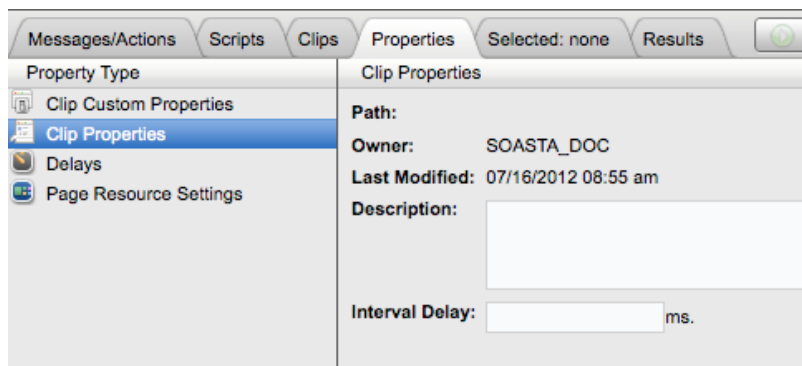 Messages/Actions Scripts Clips Properties Selected: none Results
Property Type
Clip Custom Properties
Clip Properties
Delays
Page Resource Settings
Clip Properties
Path:
Owner: SOASTA_DOC
Last Modified: 07/16/2012 08:55 am
Description:
Interval Delay: ms.